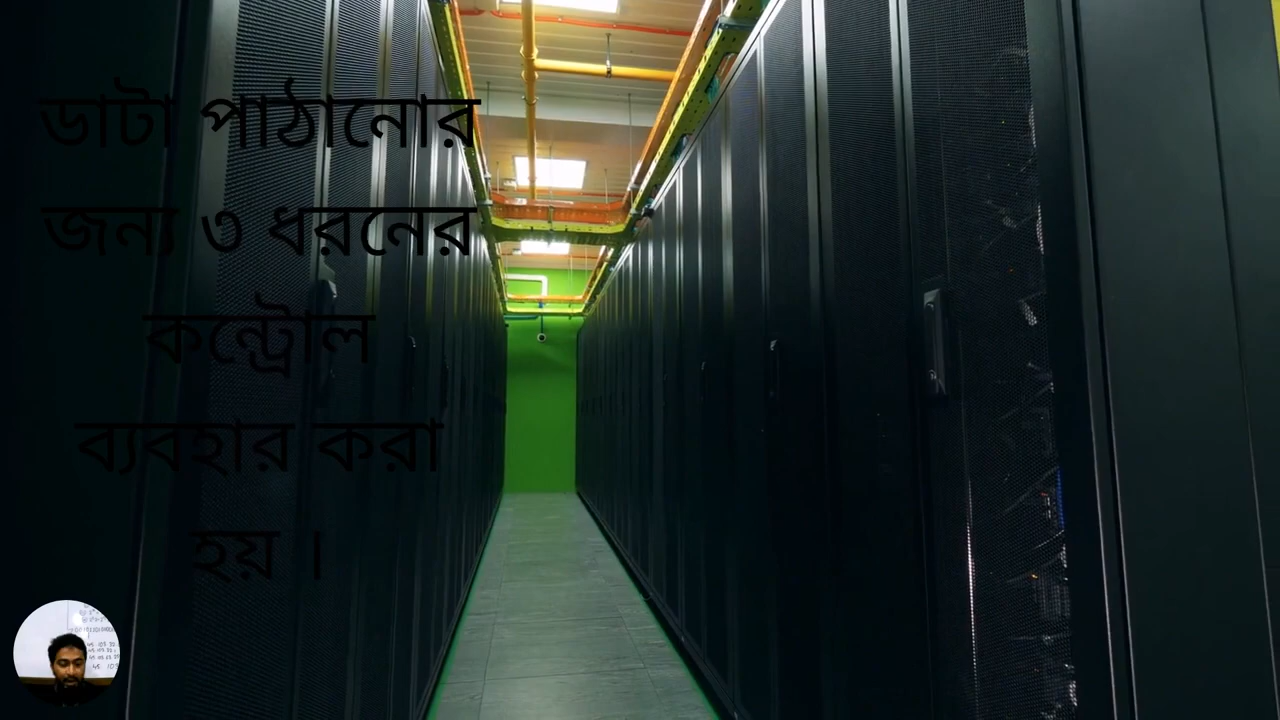 ডাটা পাঠানোর
জন্য ৩ ধরনের
কন্ট্রোল
ব্যবহার করা
হয় ।